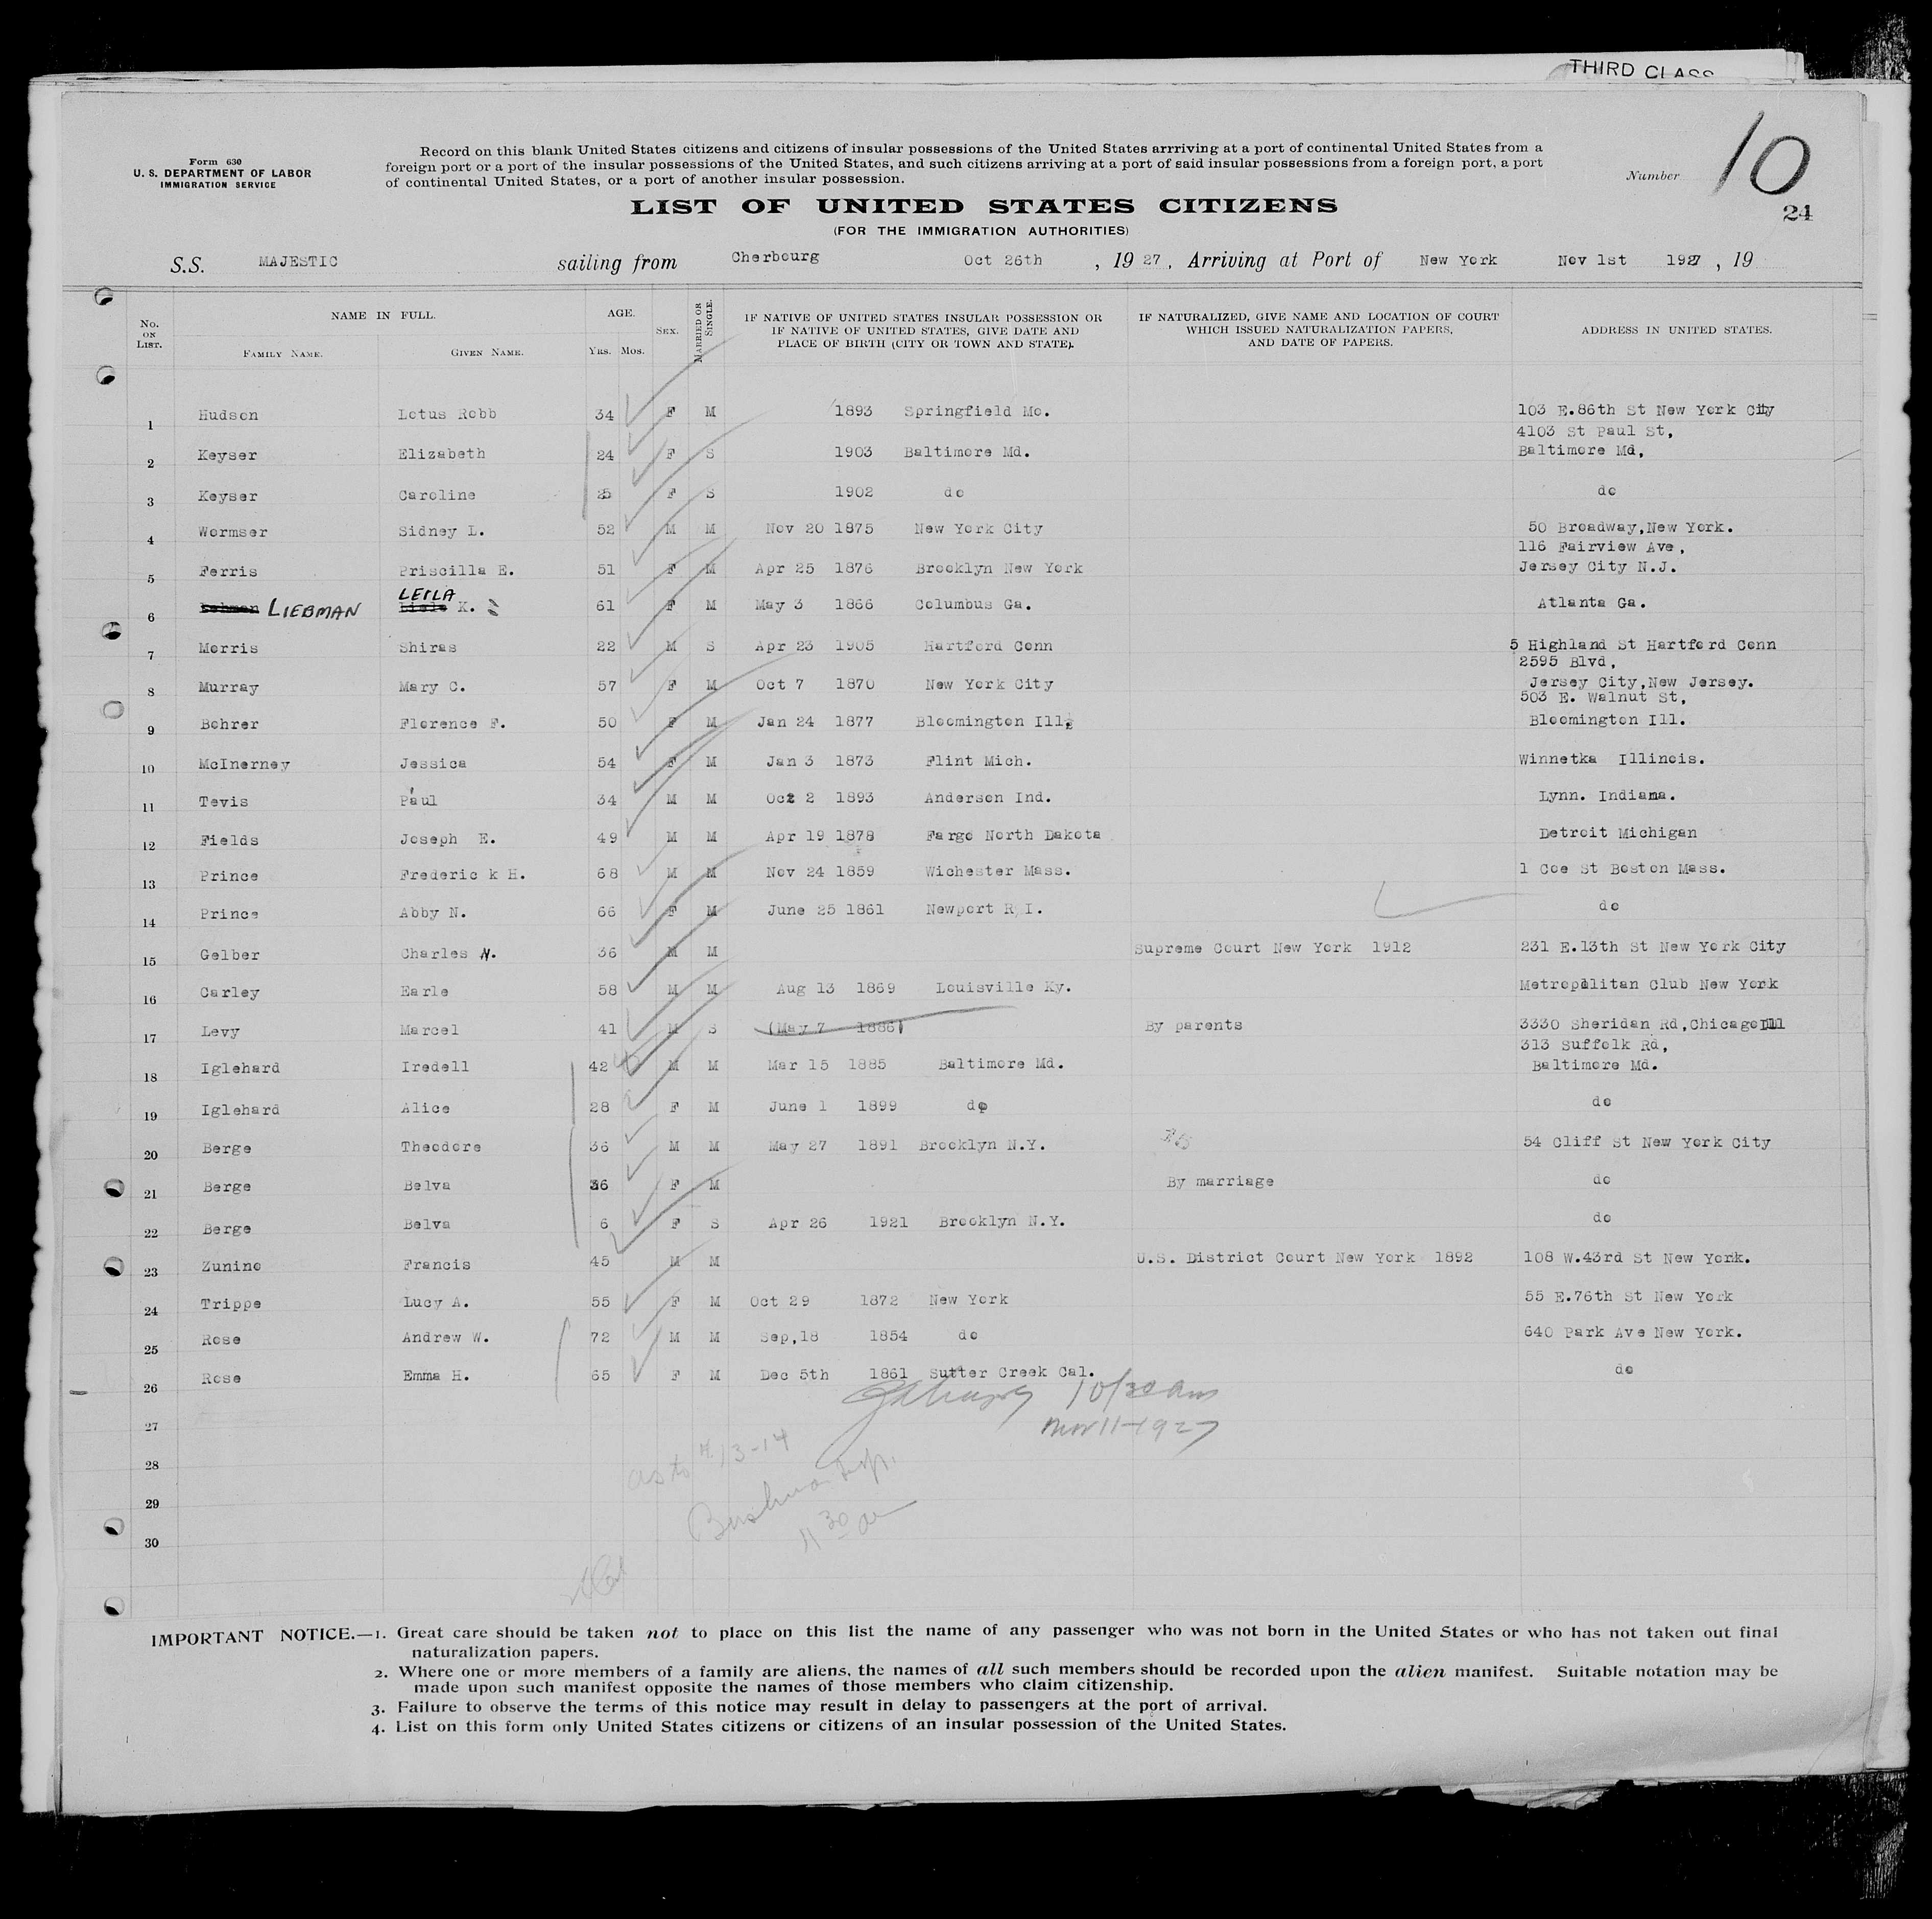 THIRD CLASS
Form 630
U. S. DEPARTMENT OF LABOR
IMMIGRATION SERVICE
Record on this blank United States citizens and citizens of insular possessions of the United States arrriving at a port of continental United States from a
foreign port or a port of the insular possessions of the United States, and such citizens arriving at a port of said insular possessions from a foreign port, a port
of continental United States, or a port of another insular possession.
Number 10
24
LIST OF UNITED STATES CITIZENS
(FOR THE IMMIGRATION AUTHORITIES)
S.S. MAJESTIC sailing from Cherbourg Oct 26th , 19 27 , Arriving at Port of New York Nov 1st 1927 , 19
No. ON LIST. NAME IN FULL. FAMILY NAME. GIVEN NAME. AGE. YRS. MOS. SEX. MARRIED OR SINGLE. IF NATIVE OF UNITED STATES INSULAR POSSESSION OR IF NATIVE OF UNITED STATES, GIVE DATE AND PLACE OF BIRTH (CITY OR TOWN AND STATE). IF NATURALIZED, GIVE NAME AND LOCATION OF COURT WHICH ISSUED NATURALIZATION PAPERS, AND DATE OF PAPERS. ADDRESS IN UNITED STATES.
1 Hudson Lotus Robb 34 F M 1893 Springfield Mo. 103 E.86th St New York City
4103 St Paul St,
2 Keyser Elizabeth 24 F S 1903 Baltimore Md. Baltimore Md,
3 Keyser Caroline 25 F S 1902 do do
4 Wormser Sidney L. 52 M M Nov 20 1875 New York City 50 Broadway,New York.
116 Fairview Ave,
5 Ferris Priscilla E. 51 F M Apr 25 1876 Brooklyn New York Jersey City N.J.
6 LIEBMAN LEILA K. 61 F M May 3 1866 Columbus Ga. Atlanta Ga.
7 Morris Shiras 22 M S Apr 23 1905 Hartford Conn 5 Highland St Hartford Conn
2595 Blvd,
8 Murray Mary C. 57 F M Oct 7 1870 New York City Jersey City,New Jersey.
503 E. Walnut St,
9 Bohrer Florence F. 50 F M Jan 24 1877 Bloomington Ill. Bloomington Ill.
10 McInerney Jessica 54 F M Jan 3 1873 Flint Mich. Winnetka Illinois.
11 Tevis Paul 34 M M Oct 2 1893 Anderson Ind. Lynn. Indiana.
12 Fields Joseph E. 49 M M Apr 19 1878 Fargo North Dakota Detroit Michigan
13 Prince Frederic k H. 68 M M Nov 24 1859 Wichester Mass. 1 Coe St Boston Mass.
14 Prince Abby N. 66 F M June 25 1861 Newport R I. do
15 Gelber Charles N. 36 M M Supreme Court New York 1912 231 E.13th St New York City
16 Carley Earle 58 M M Aug 13 1869 Louisville Ky. Metropolitan Club New York
17 Levy Marcel 41 M S (May 7 1886) By parents 3330 Sheridan Rd,Chicago Ill
313 Suffolk Rd,
18 Iglehard Iredell 42 M M Mar 15 1885 Baltimore Md. Baltimore Md.
19 Iglehard Alice 28 F M June 1 1899 do do
20 Berge Theodore 36 M M May 27 1891 Brooklyn N.Y. 54 Cliff St New York City
21 Berge Belva 36 F M By marriage do
22 Berge Belva 6 F S Apr 26 1921 Brooklyn N.Y. do
23 Zunino Francis 45 M M U.S. District Court New York 1892 108 W.43rd St New York.
24 Trippe Lucy A. 55 F M Oct 29 1872 New York 55 E.76th St New York
25 Rose Andrew W. 72 M M Sep,18 1854 do 640 Park Ave New York.
26 Rose Emma H. 65 F M Dec 5th 1861 Sutter Creek Cal. do
10/30 am
27 Nov 11-1927
as to # 13-14
28
29
11 30 a
30
IMPORTANT NOTICE.—1. Great care should be taken not to place on this list the name of any passenger who was not born in the United States or who has not taken out final
naturalization papers.
2. Where one or more members of a family are aliens, the names of all such members should be recorded upon the alien manifest. Suitable notation may be
made upon such manifest opposite the names of those members who claim citizenship.
3. Failure to observe the terms of this notice may result in delay to passengers at the port of arrival.
4. List on this form only United States citizens or citizens of an insular possession of the United States.